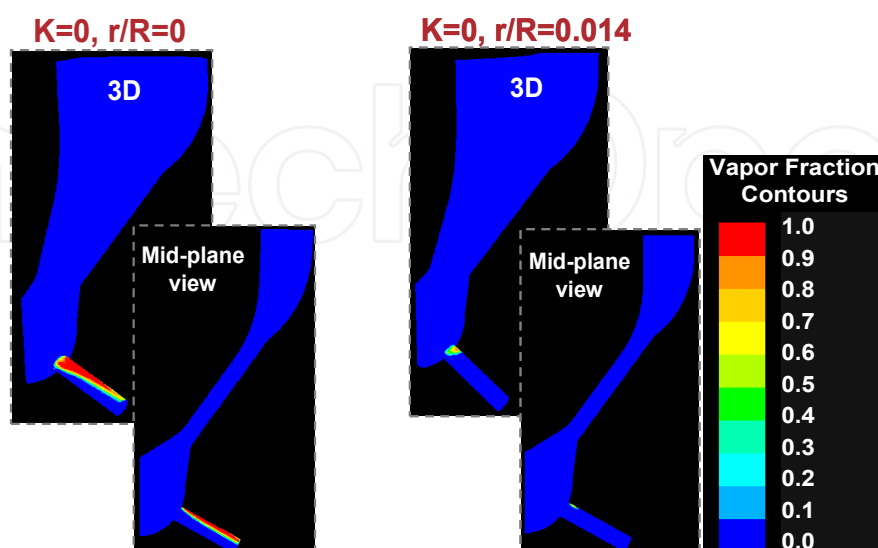 K=0, r/R=0
3D
Mid-plane
view
K=0, r/R=0.014
3D
Mid-plane
view
Vapor Fraction
Contours
1.0
0.9
0.8
0.7
0.6
0.5
0.4
0.3
0.2
0.1
0.0